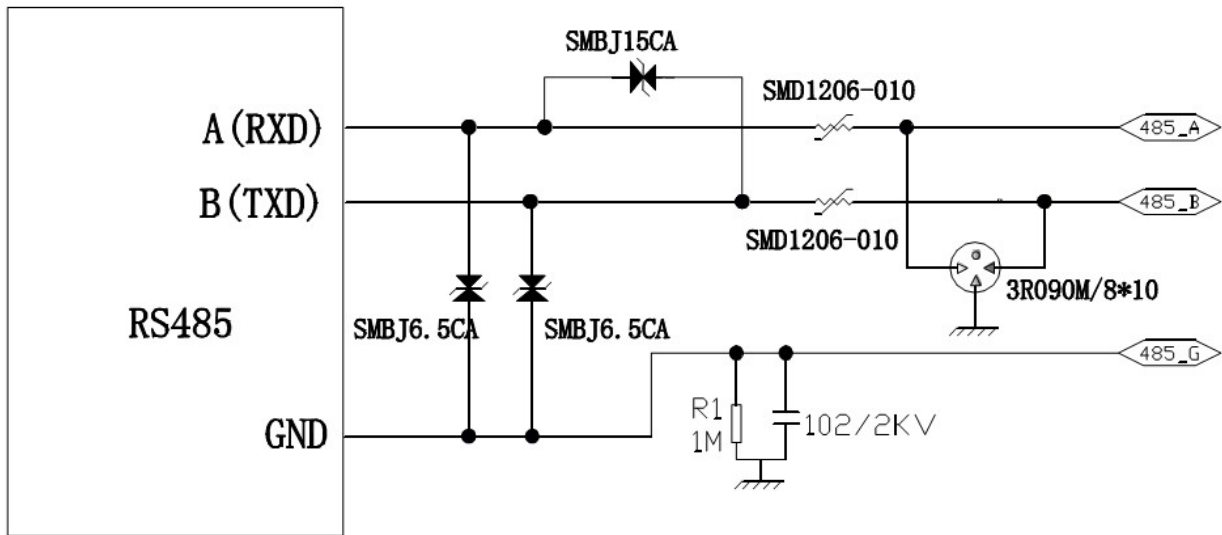 SMBJ15CA
SMD1206-010
A(RXD)
485_A
B(TXD)
485_B
SMD1206-010
3R090M/8*10
RS485
SMBJ6.5CA
SMBJ6.5CA
485_G
R1
1M
102/2KV
GND